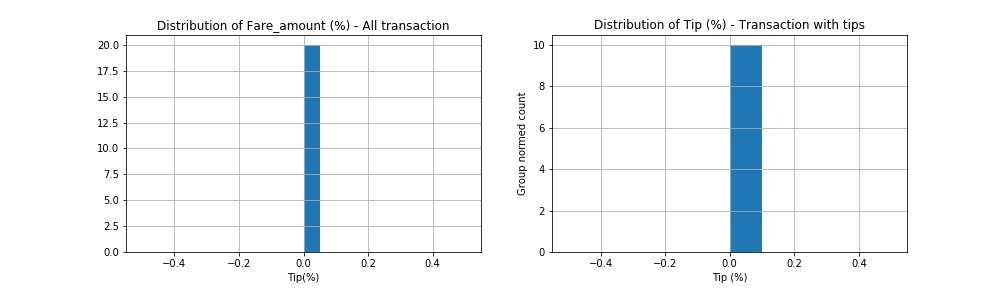 Distribution of Fare_amount (%) - All transaction
20.0
17.5
15.0
12.5
10.0
7.5
5.0
2.5
0.0
−0.4 −0.2 0.0 0.2 0.4
Tip(%)
Distribution of Tip (%) - Transaction with tips
Group normed count
10
8
6
4
2
0
−0.4 −0.2 0.0 0.2 0.4
Tip (%)